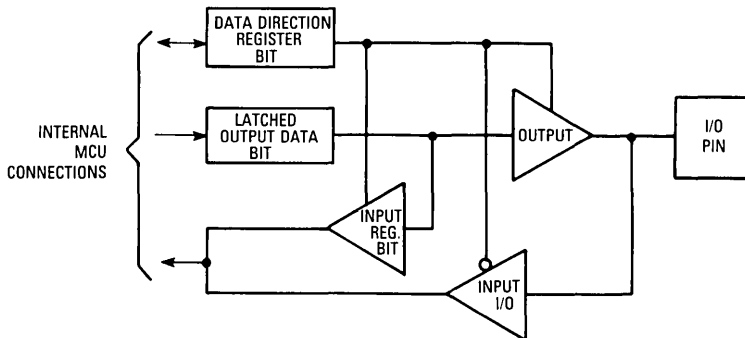 DATA DIRECTION
REGISTER
BIT
LATCHED
OUTPUT DATA
BIT
INTERNAL
MCU
CONNECTIONS
OUTPUT
I/O
PIN
INPUT
REG.
BIT
INPUT
I/O